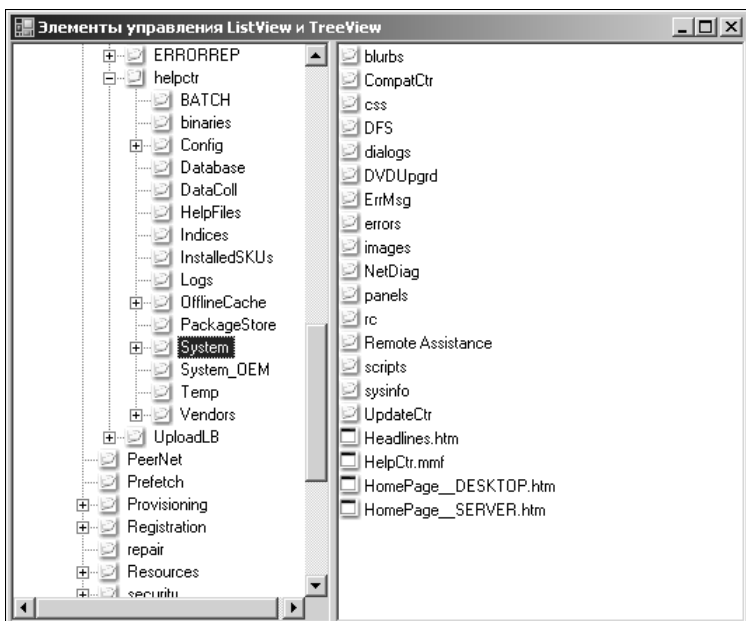 Элементы управления ListView и TreeView
ERRORREP
helpctr
BATCH
binaries
Config
Database
DataColl
HelpFiles
Indices
InstalledSKUs
Logs
OfflineCache
PackageStore
System
System_OEM
Temp
Vendors
UploadLB
PeerNet
Prefetch
Provisioning
Registration
repair
Resources
security
blurbs
CompatCtr
css
DFS
dialogs
DVDUpgrd
ErrMsg
errors
images
NetDiag
panels
rc
Remote Assistance
scripts
sysinfo
UpdateCtr
Headlines.htm
HelpCtr.mmf
HomePage__DESKTOP.htm
HomePage__SERVER.htm